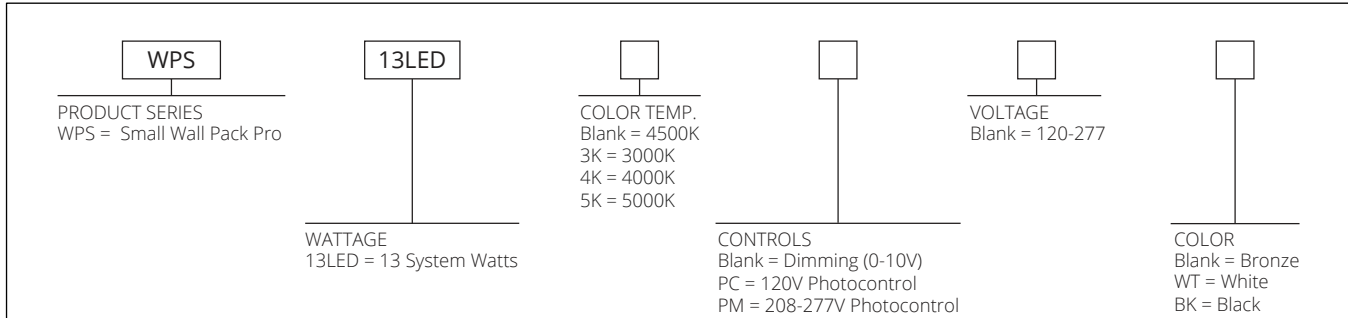 WPS
13LED
PRODUCT SERIES
WPS =  Small Wall Pack Pro
WATTAGE
13LED = 13 System Watts
COLOR TEMP.
Blank = 4500K
3K = 3000K
4K = 4000K
5K = 5000K
CONTROLS
Blank = Dimming (0-10V)
PC = 120V Photocontrol
PM = 208-277V Photocontrol
VOLTAGE
Blank = 120-277
COLOR
Blank = Bronze
WT = White
BK = Black